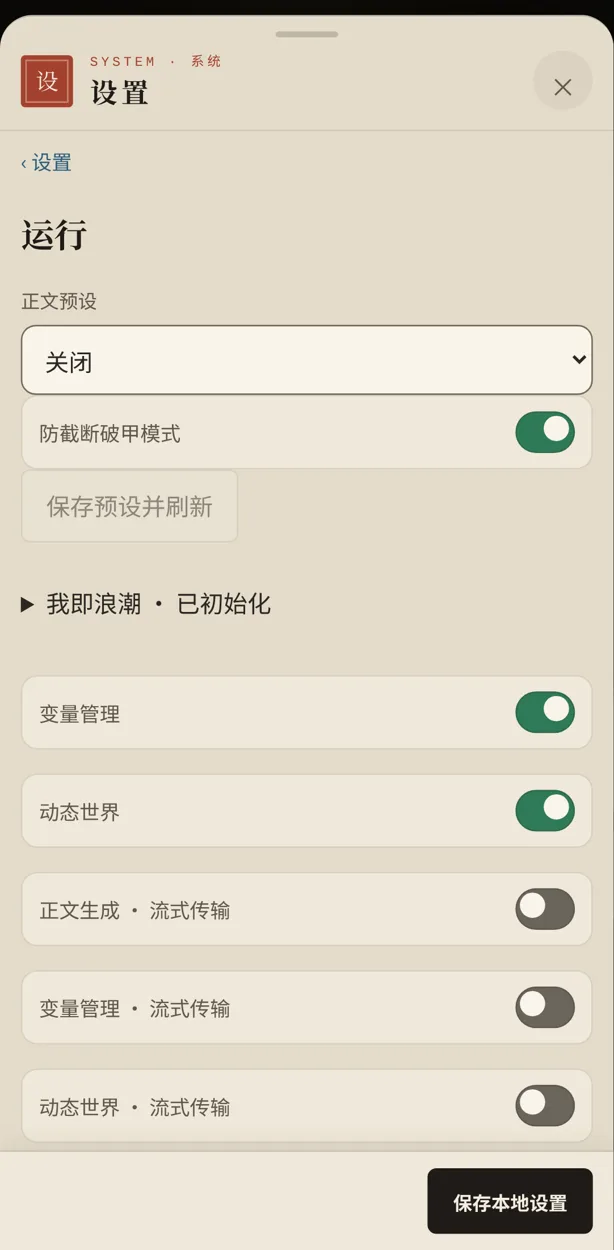 设
SYSTEM · 系统
设置
‹ 设置
运行
正文预设
关闭
防截断破甲模式
保存预设并刷新
▶ 我即浪潮 · 已初始化
变量管理
动态世界
正文生成 · 流式传输
变量管理 · 流式传输
动态世界 · 流式传输
保存本地设置